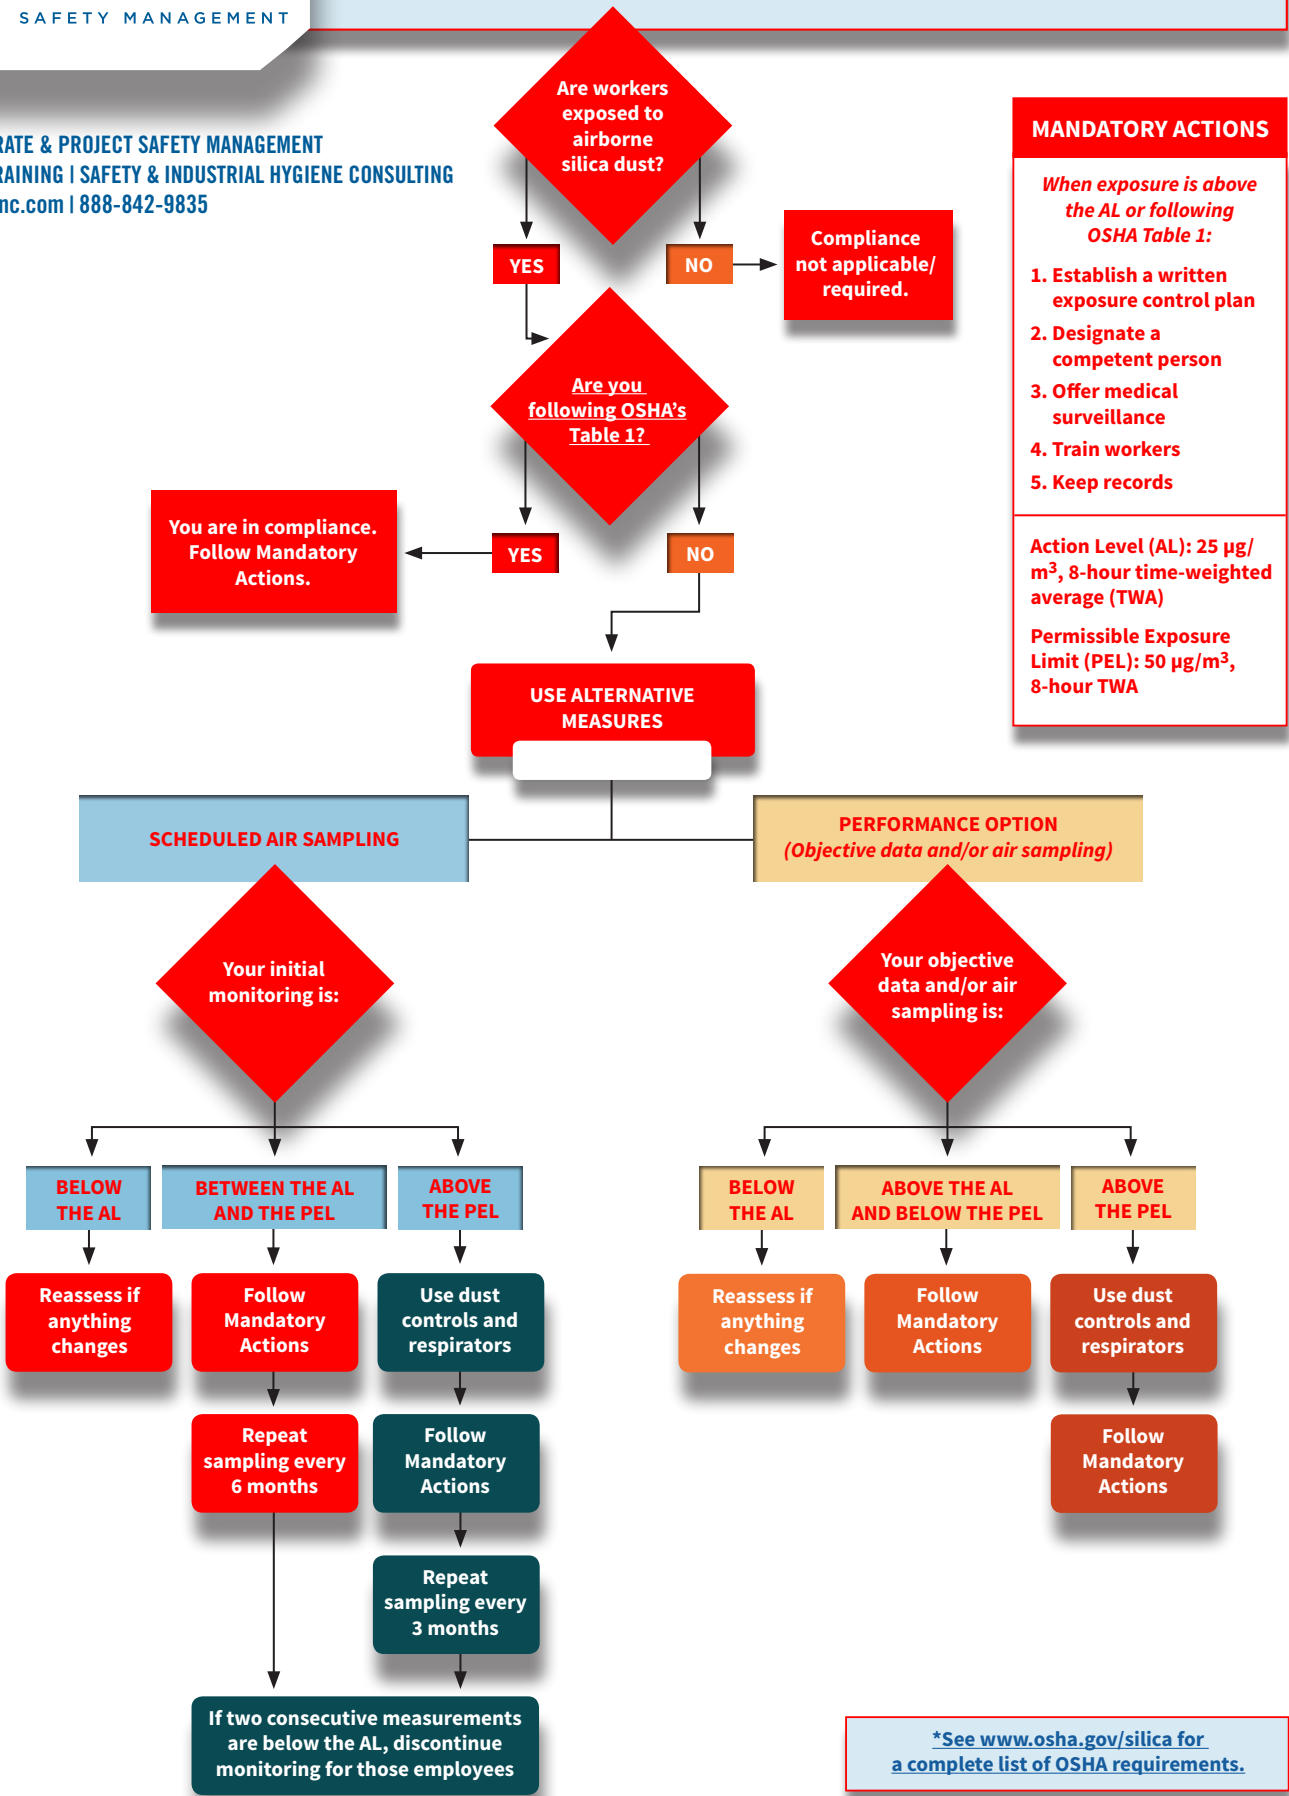 SAFETY MANAGEMENT
RATE & PROJECT SAFETY MANAGEMENT
RAINING | SAFETY & INDUSTRIAL HYGIENE CONSULTING
mc.com | 888-842-9835
Are workers
exposed to
airborne
silica dust?
YES
NO
Compliance
not applicable/
required.
MANDATORY ACTIONS
When exposure is above
the AL or following
OSHA Table 1:
1. Establish a written
exposure control plan
2. Designate a
competent person
3. Offer medical
surveillance
4. Train workers
5. Keep records
Action Level (AL): 25 µg/
m³, 8-hour time-weighted
average (TWA)
Permissible Exposure
Limit (PEL): 50 µg/m³,
8-hour TWA
Are you
following OSHA’s
Table 1?
YES
NO
You are in compliance.
Follow Mandatory
Actions.
USE ALTERNATIVE
MEASURES
SCHEDULED AIR SAMPLING
PERFORMANCE OPTION
(Objective data and/or air sampling)
Your initial
monitoring is:
Your objective
data and/or air
sampling is:
BELOW
THE AL
BETWEEN THE AL
AND THE PEL
ABOVE
THE PEL
BELOW
THE AL
ABOVE THE AL
AND BELOW THE PEL
ABOVE
THE PEL
Reassess if
anything
changes
Follow
Mandatory
Actions
Use dust
controls and
respirators
Reassess if
anything
changes
Follow
Mandatory
Actions
Use dust
controls and
respirators
Repeat
sampling every
6 months
Follow
Mandatory
Actions
Follow
Mandatory
Actions
Repeat
sampling every
3 months
If two consecutive measurements
are below the AL, discontinue
monitoring for those employees
*See www.osha.gov/silica for
a complete list of OSHA requirements.